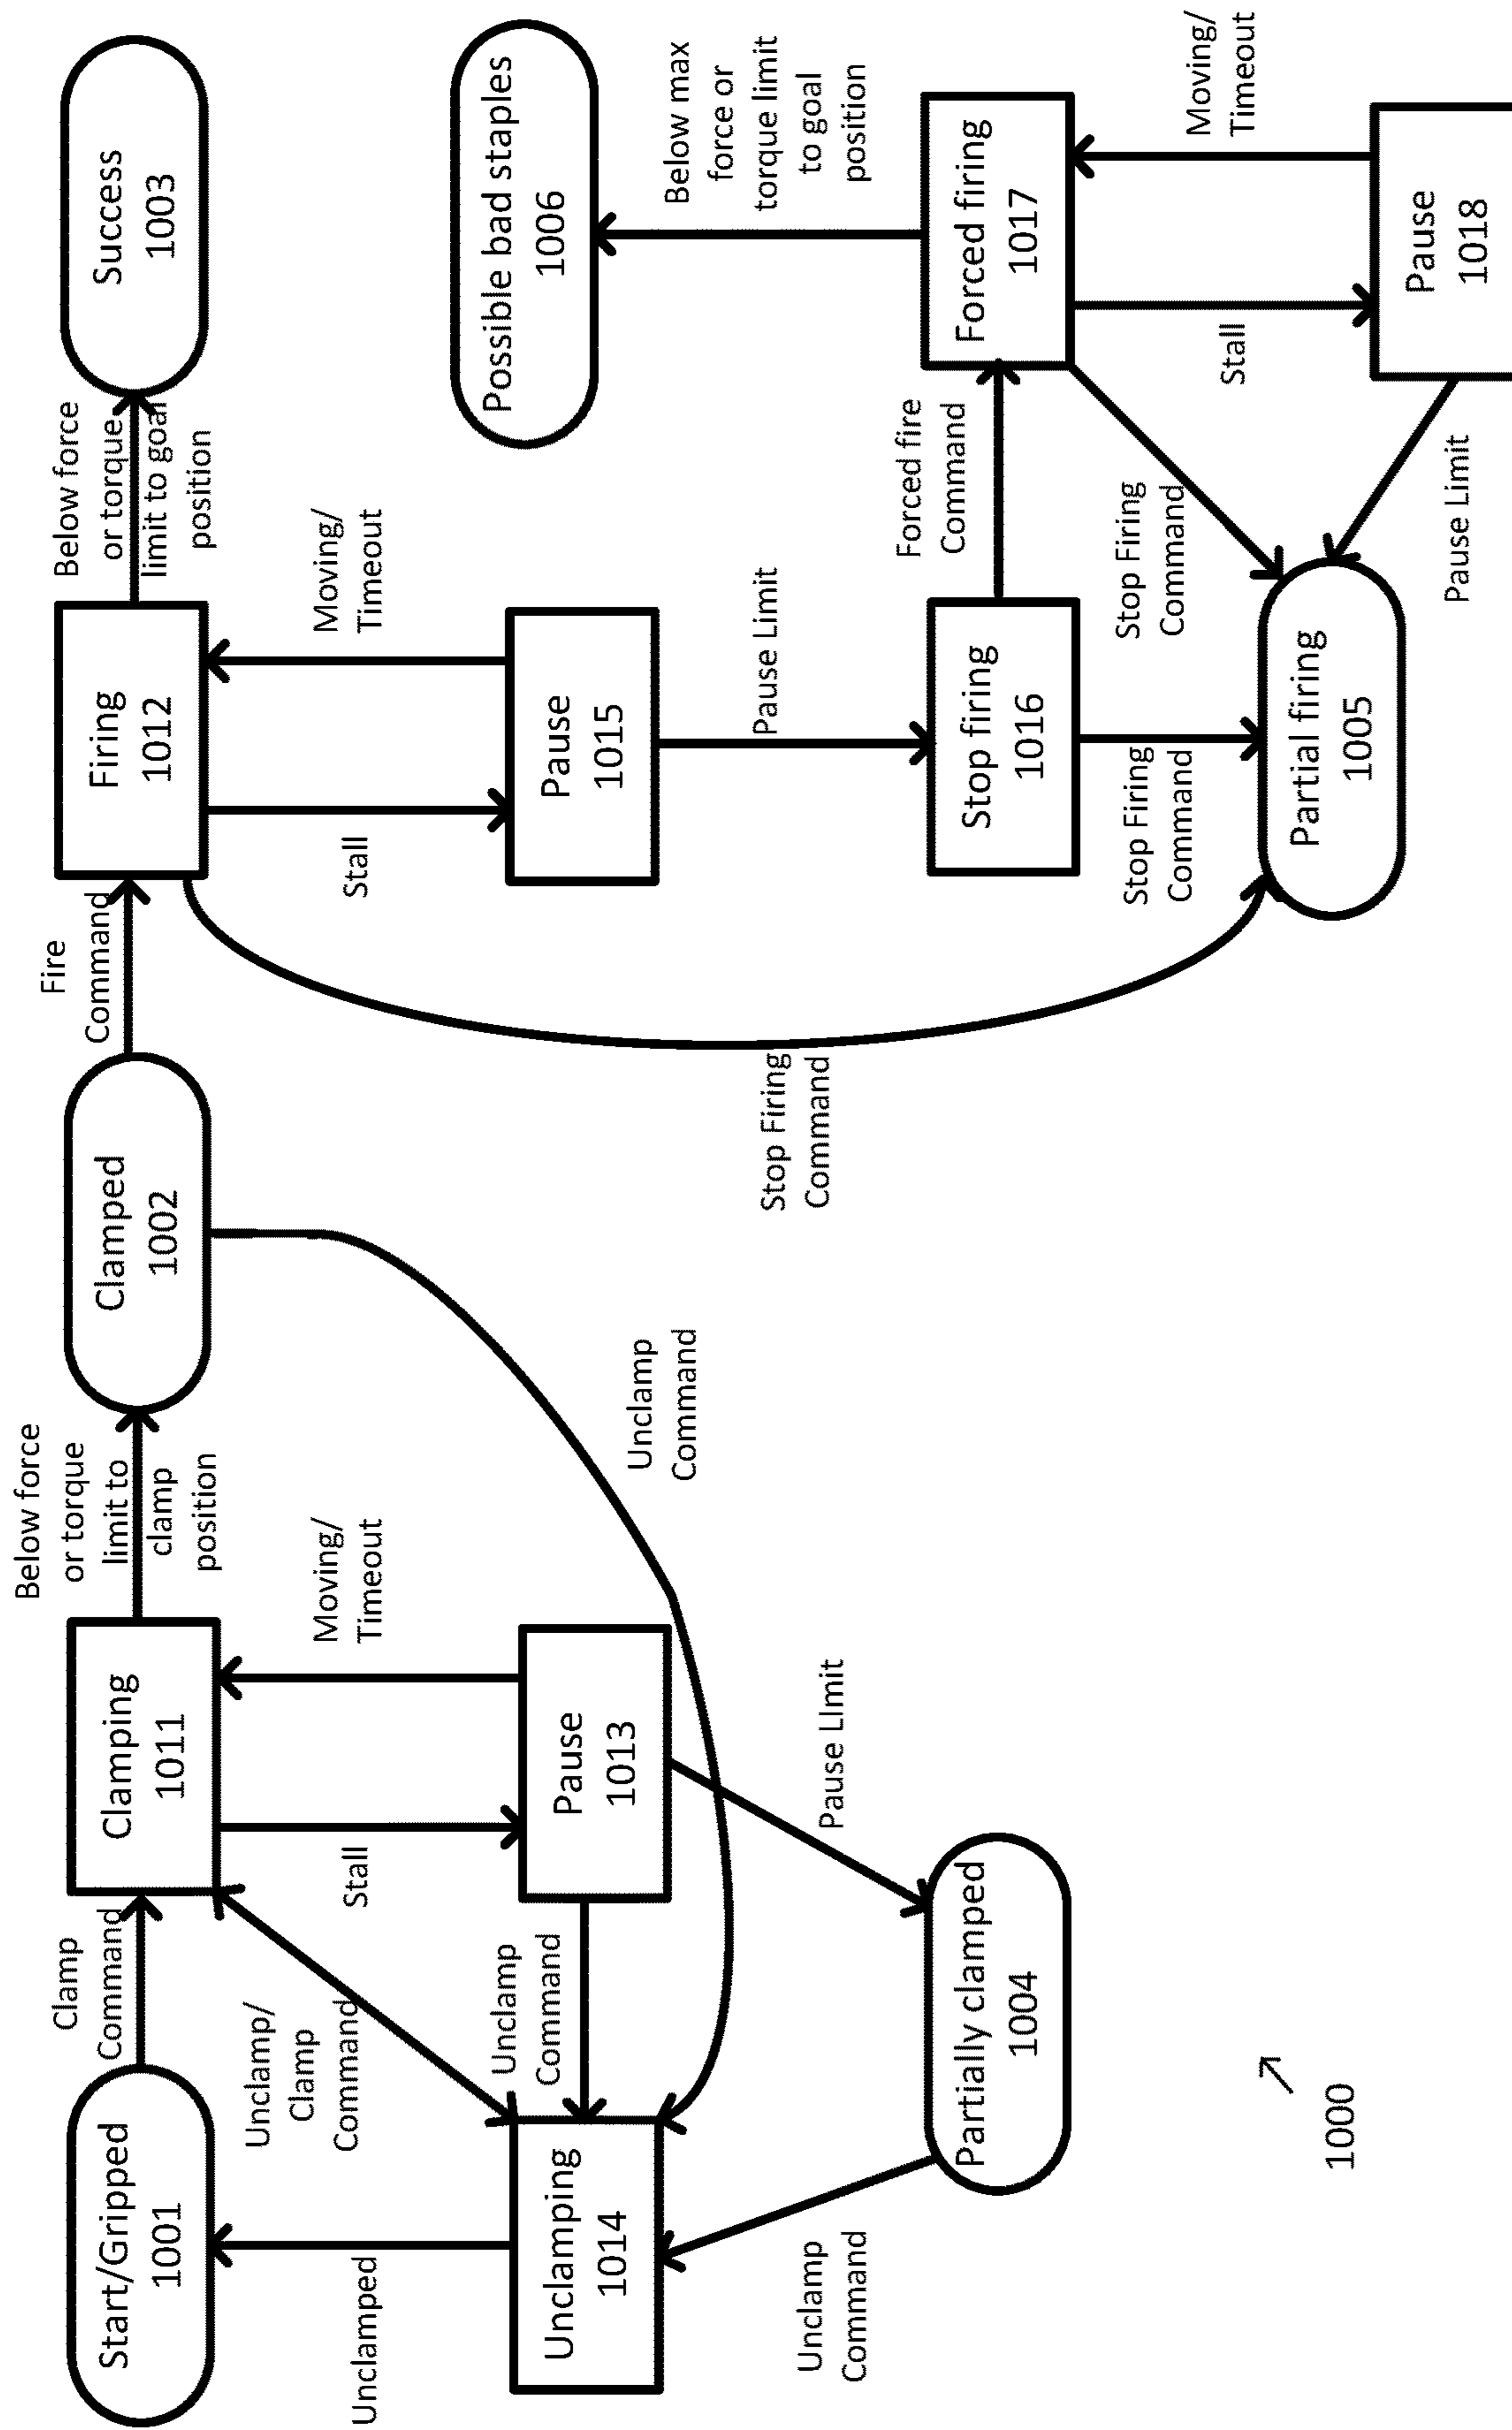 Start/Gripped
1001
Clamp
Command
Clamping
1011
Below force
or torque
limit to
clamp
position
Clamped
1002
Fire
Command
Firing
1012
Below force
or torque
limit to goal
position
Success
1003
Unclamped
Unclamp/
Clamp
Command
Stall
Moving/
Timeout
Stall
Moving/
Timeout
Unclamping
1014
Unclamp
Command
Pause
1013
Unclamp
Command
Pause
1015
Possible bad staples
1006
Unclamp
Command
Pause LImit
Stop Firing
Command
Pause Limit
Forced fire
Command
Below max
force or
torque limit
to goal
position
Partially clamped
1004
Stop firing
1016
Forced firing
1017
Stop Firing
Command
Stop Firing
Command
Stall
Moving/
Timeout
1000
Partial firing
1005
Pause Limit
Pause
1018